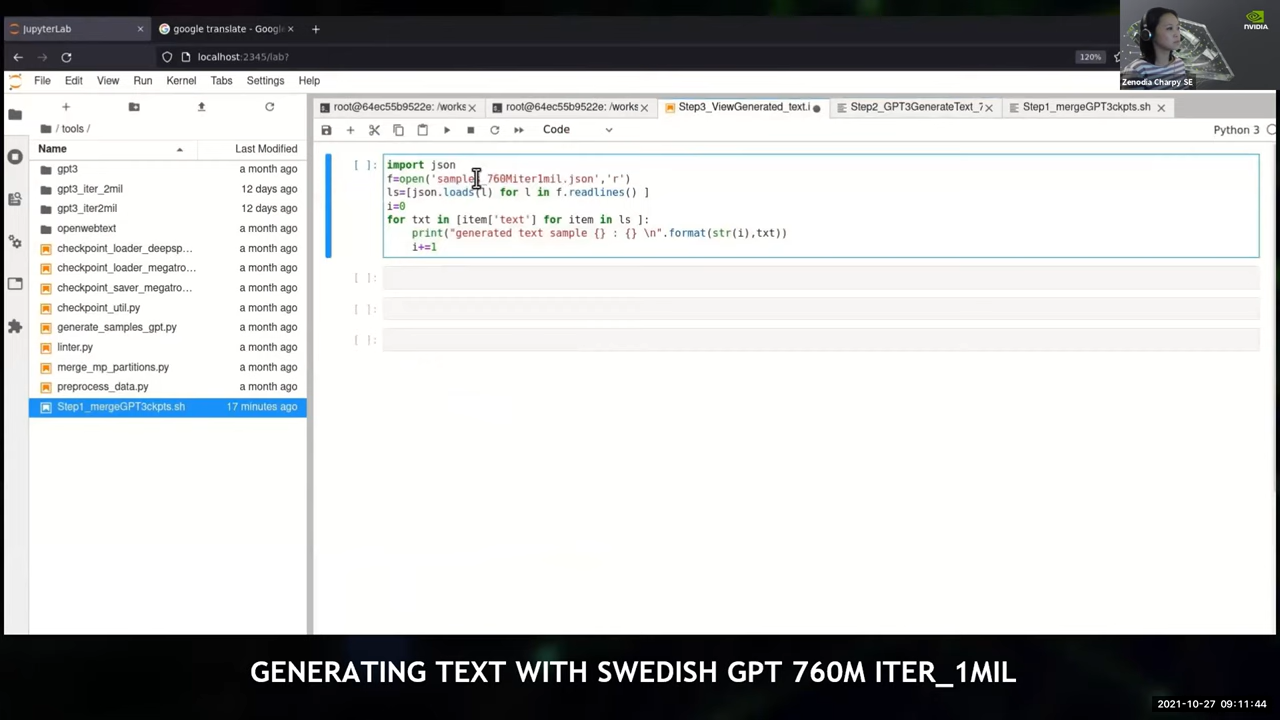 JupyterLab
google translate - Googl
localhost:2345/lab?
120%
NVIDIA
Zenodia Charpy SE
File Edit View Run Kernel Tabs Settings Help
root@64ec55b9522e: /works
root@64ec55b9522e: /works
Step3_ViewGenerated_text.i
Step2_GPT3GenerateText_7
Step1_mergeGPT3ckpts.sh
/ tools /
Code
Python 3
Name Last Modified
gpt3 a month ago
gpt3_iter_2mil 12 days ago
gpt3_iter2mil 12 days ago
openwebtext a month ago
checkpoint_loader_deepsp... a month ago
checkpoint_loader_megatro... a month ago
checkpoint_saver_megatro... a month ago
checkpoint_util.py a month ago
generate_samples_gpt.py a month ago
linter.py a month ago
merge_mp_partitions.py a month ago
preprocess_data.py a month ago
Step1_mergeGPT3ckpts.sh 17 minutes ago
[ ]: import json
f=open('sample_760Miter1mil.json','r')
ls=[json.loads(l) for l in f.readlines() ]
i=0
for txt in [item['text'] for item in ls ]:
print("generated text sample {} : {} \n".format(str(i),txt))
i+=1
[ ]:
[ ]:
[ ]:
GENERATING TEXT WITH SWEDISH GPT 760M ITER_1MIL
2021-10-27 09:11:44